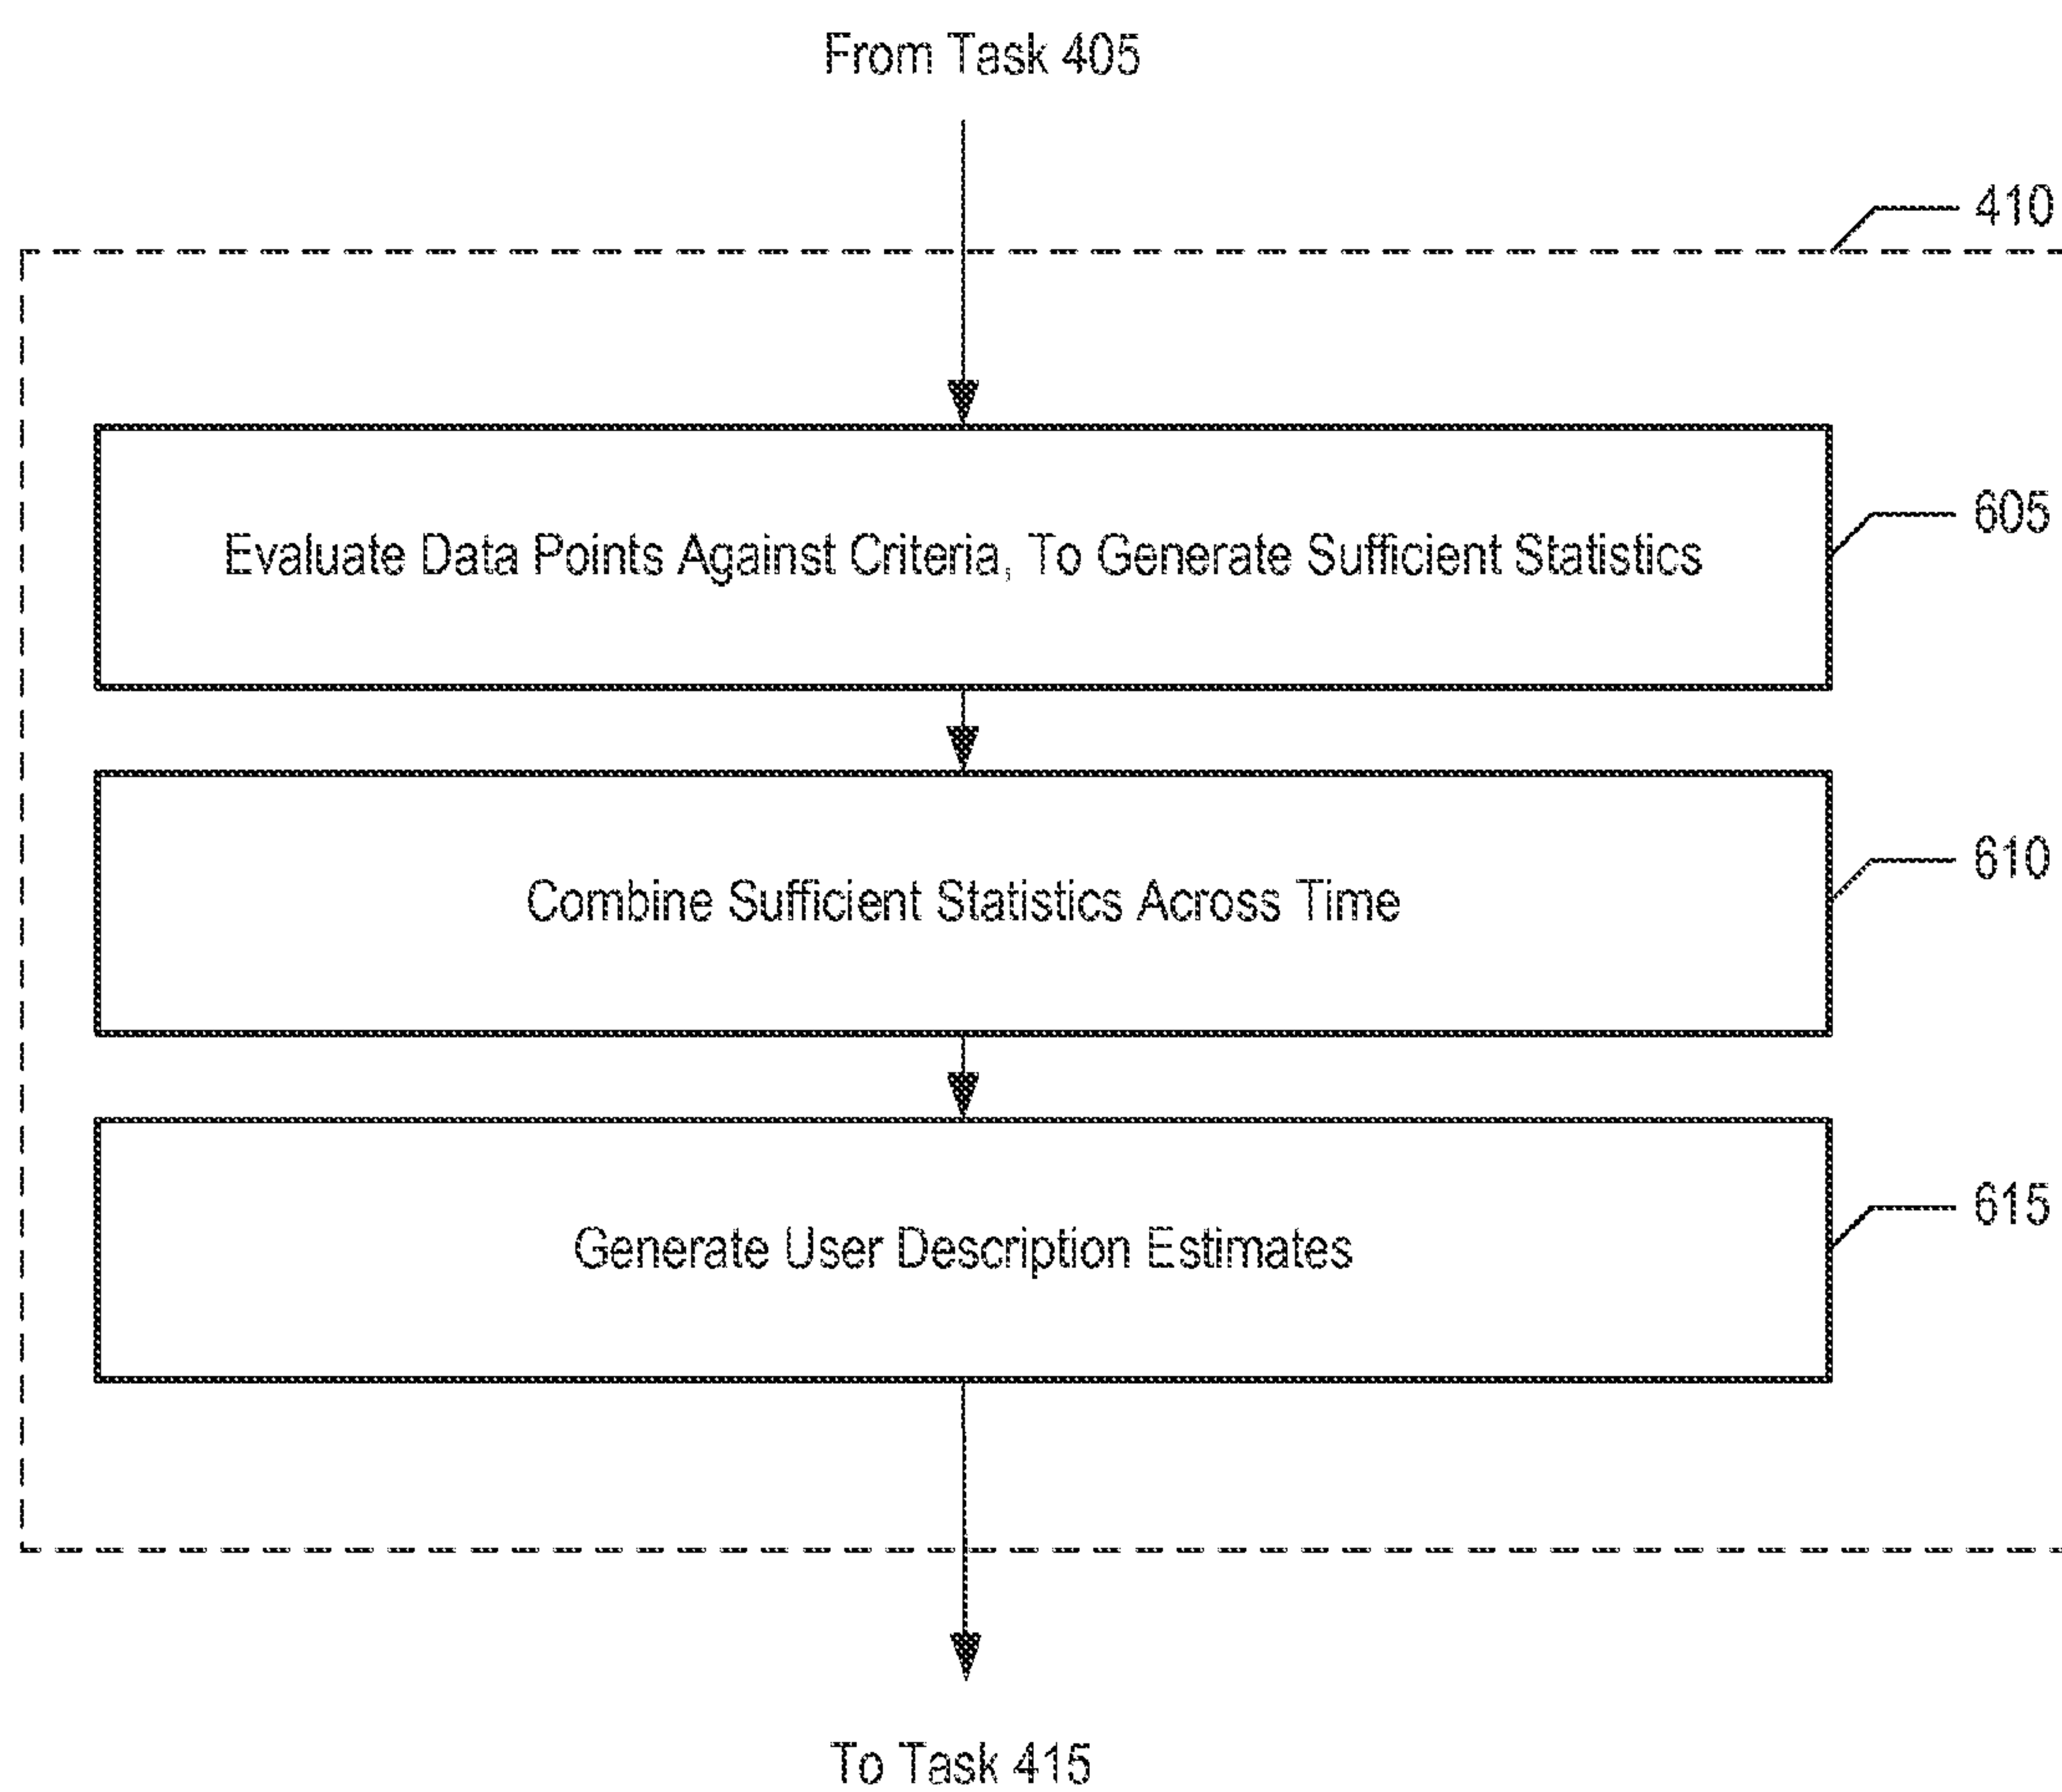 From Task 405
410
Evaluate Data Points Against Criteria, To Generate Sufficient Statistics
605
Combine Sufficient Statistics Across Time
610
Generate User Description Estimates
615
To Task 415